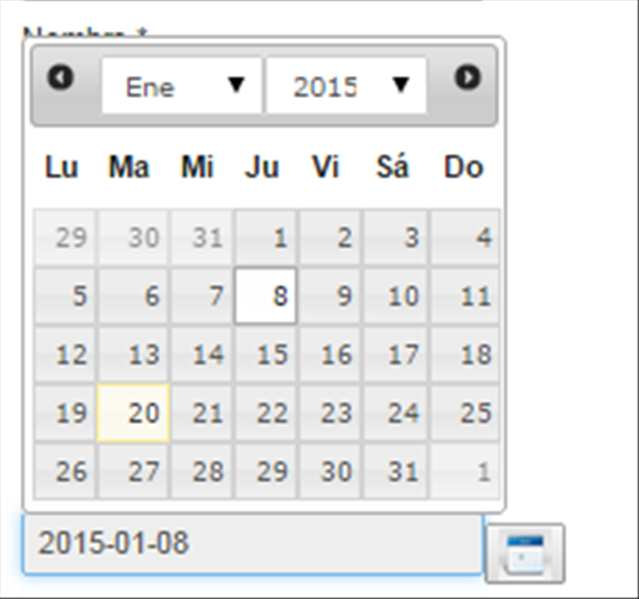 Nombre *
Ene 2015
Lu Ma Mi Ju Vi Sá Do
29 30 31 1 2 3 4
5 6 7 8 9 10 11
12 13 14 15 16 17 18
19 20 21 22 23 24 25
26 27 28 29 30 31 1
2015-01-08